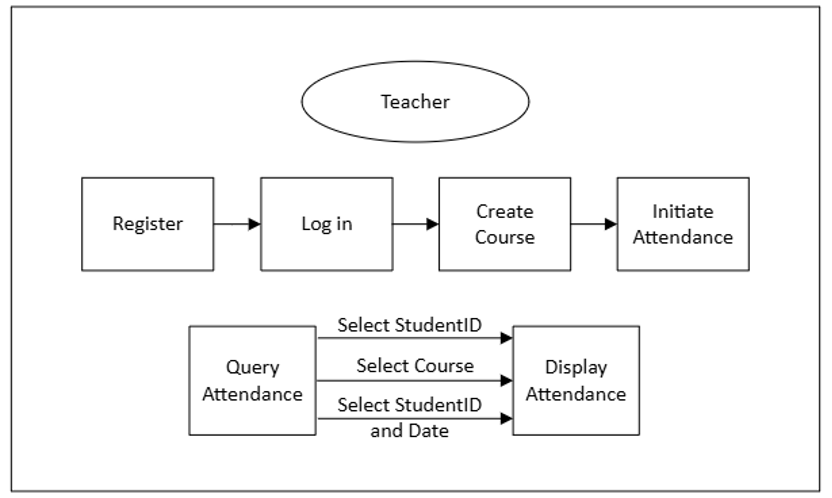 Teacher
Register
Log in
Create
Course
Initiate
Attendance
Query
Attendance
Select StudentID
Select Course
Select StudentID
and Date
Display
Attendance